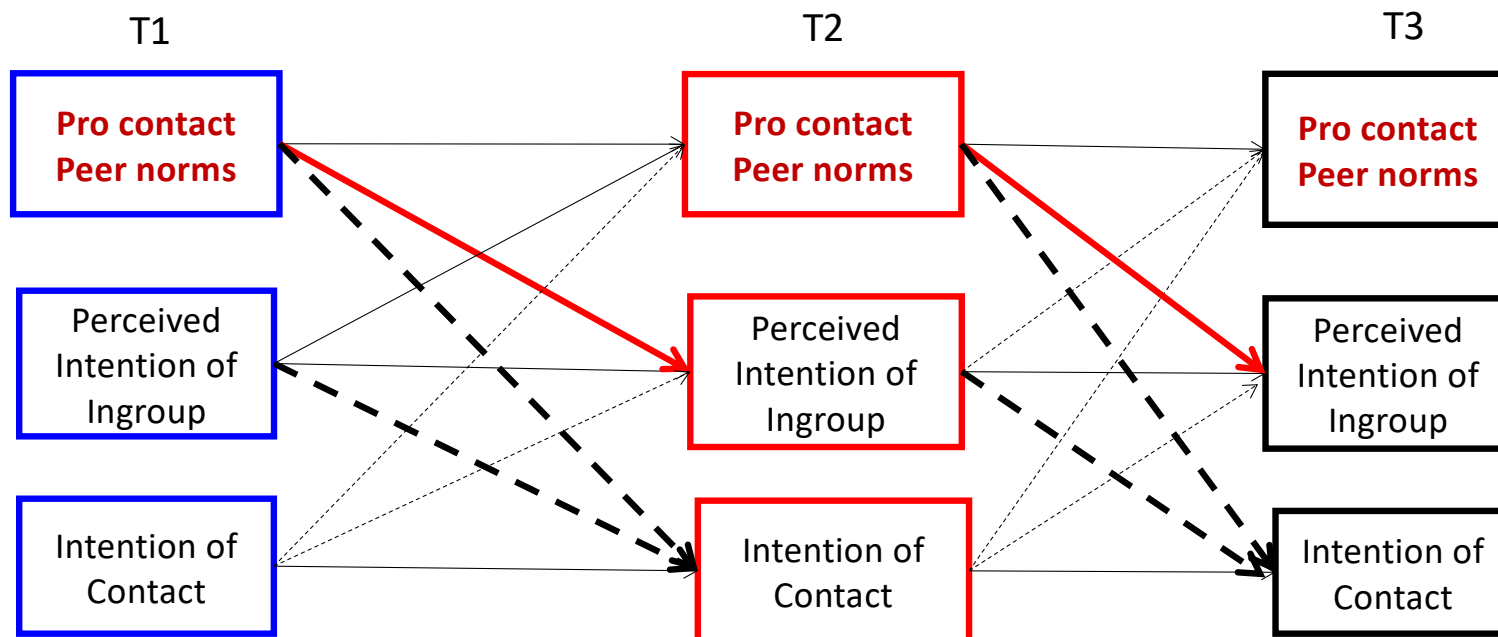 T1
T2
T3
Pro contact
Peer norms
Pro contact
Peer norms
Pro contact
Peer norms
Perceived
Intention of
Ingroup
Perceived
Intention of
Ingroup
Perceived
Intention of
Ingroup
Intention of
Contact
Intention of
Contact
Intention of
Contact